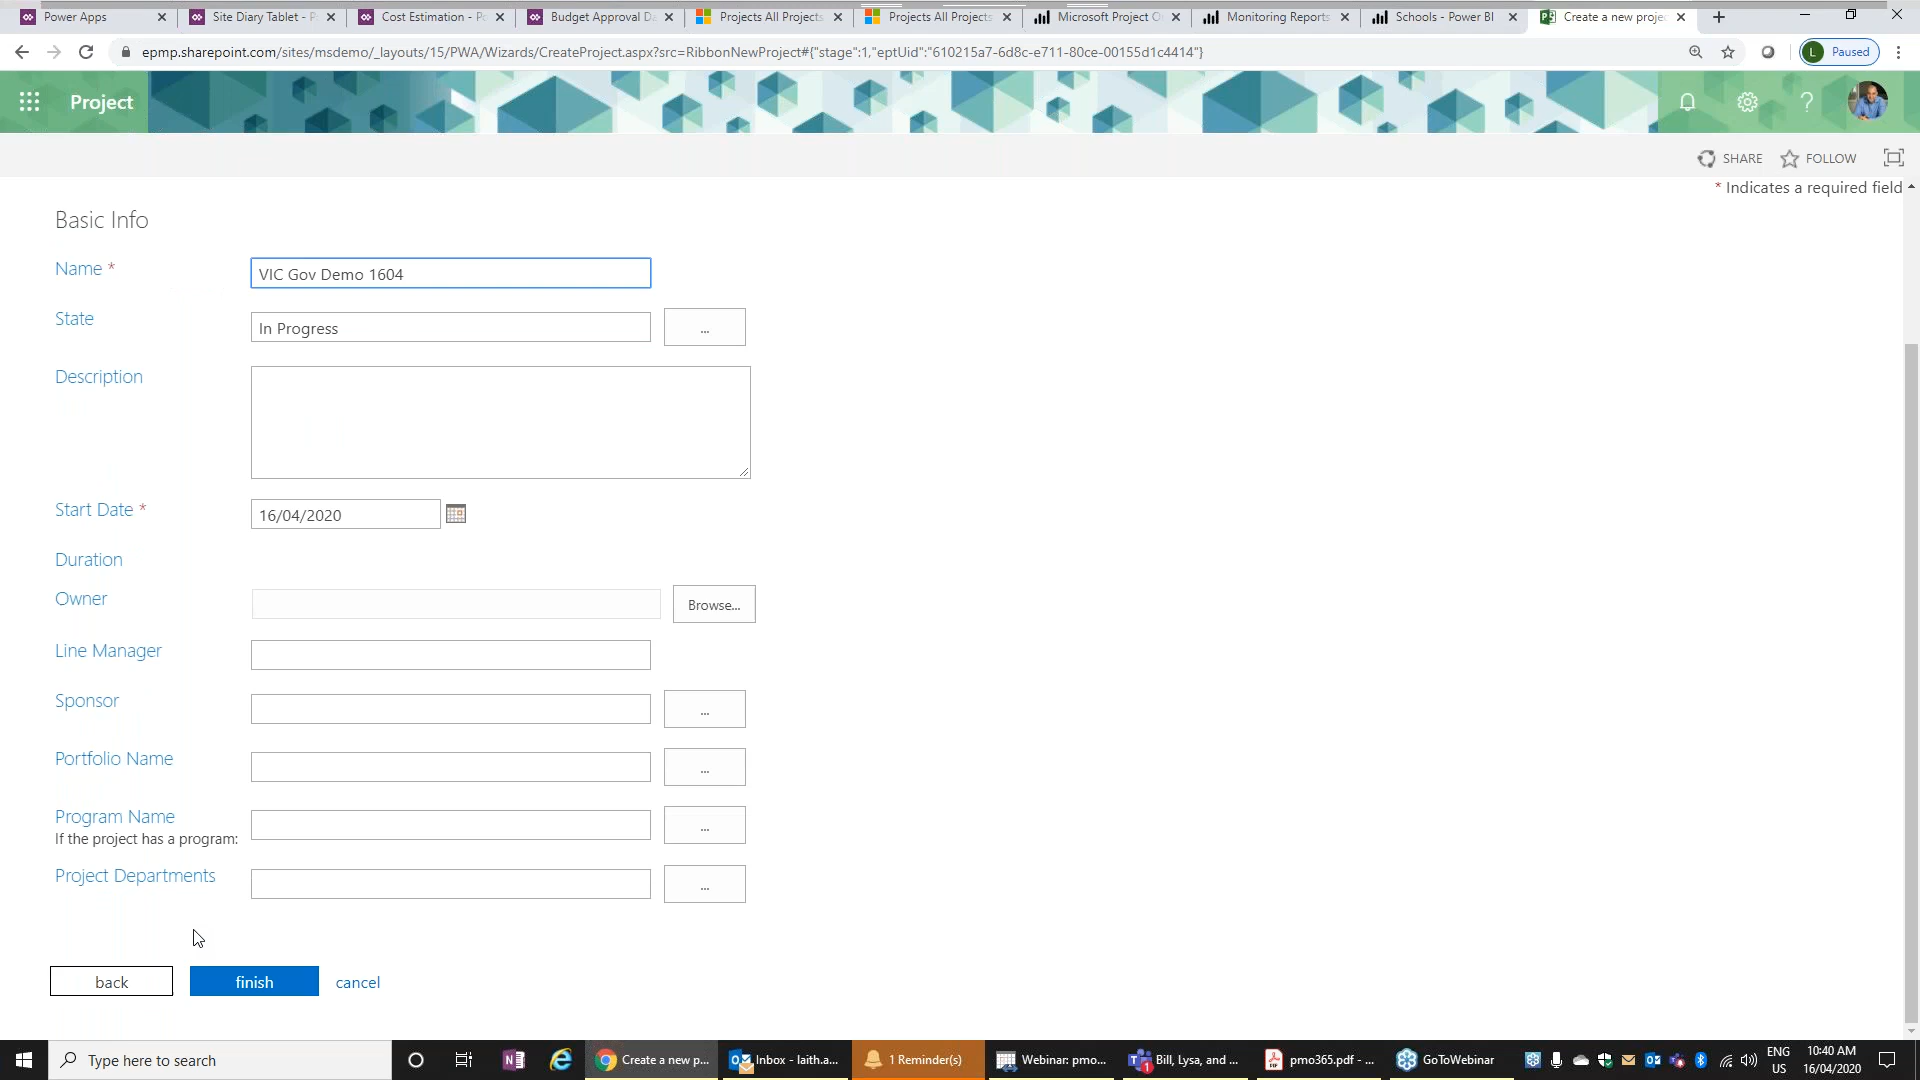 Power Apps
Site Diary Tablet - P
Cost Estimation - P
Budget Approval Da
Projects All Projects
Projects All Projects
Microsoft Project O
Monitoring Reports
Schools - Power BI
Create a new projec
epmp.sharepoint.com/sites/msdemo/_layouts/15/PWA/Wizards/CreateProject.aspx?src=RibbonNewProject#{"stage":1,"eptUid":"610215a7-6d8c-e711-80ce-00155d1c4414"}
L Paused
Project
SHARE FOLLOW
* Indicates a required field
Basic Info
Name *
VIC Gov Demo 1604
State
In Progress
...
Description
Start Date *
16/04/2020
Duration
Owner
Browse...
Line Manager
Sponsor
...
Portfolio Name
...
Program Name
If the project has a program:
...
Project Departments
...
back
finish
cancel
Type here to search
Create a new p...
Inbox - laith.a...
1 Reminder(s)
Webinar: pmo...
Bill, Lysa, and ...
pmo365.pdf - ...
GoToWebinar
ENG
US
10:40 AM
16/04/2020